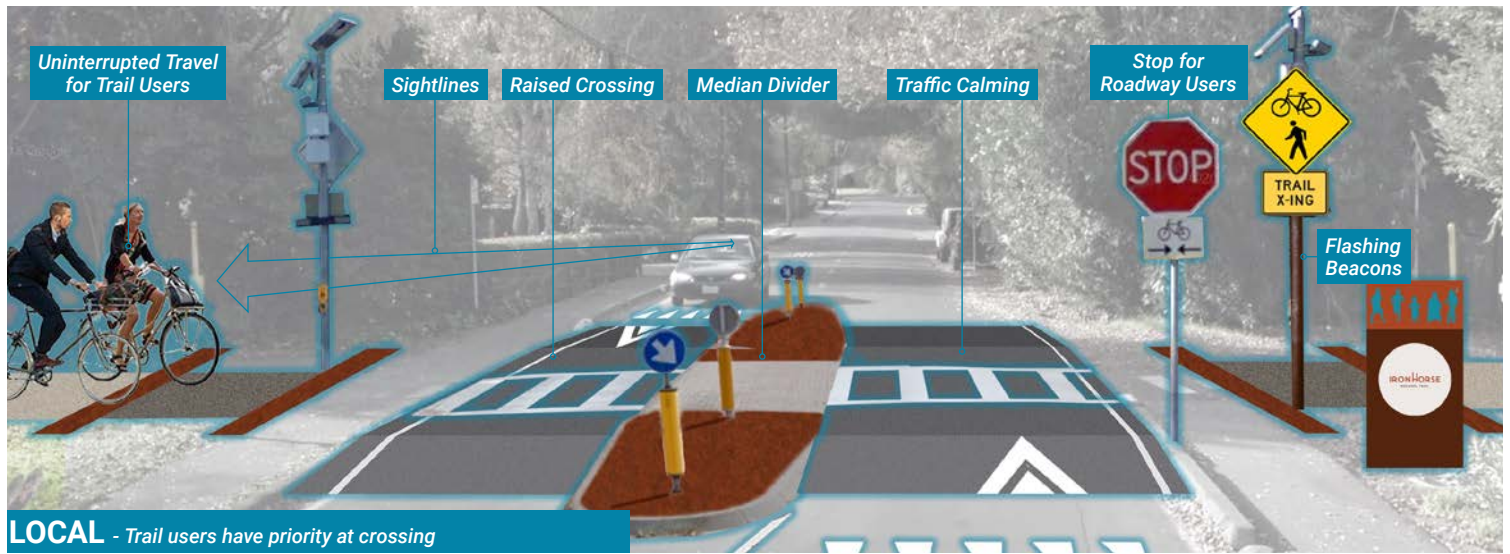 Uninterrupted Travel
for Trail Users
Sightlines
Raised Crossing
Median Divider
Traffic Calming
Stop for
Roadway Users
STOP
TRAIL
X-ING
Flashing
Beacons
IRONHORSE
LOCAL - Trail users have priority at crossing